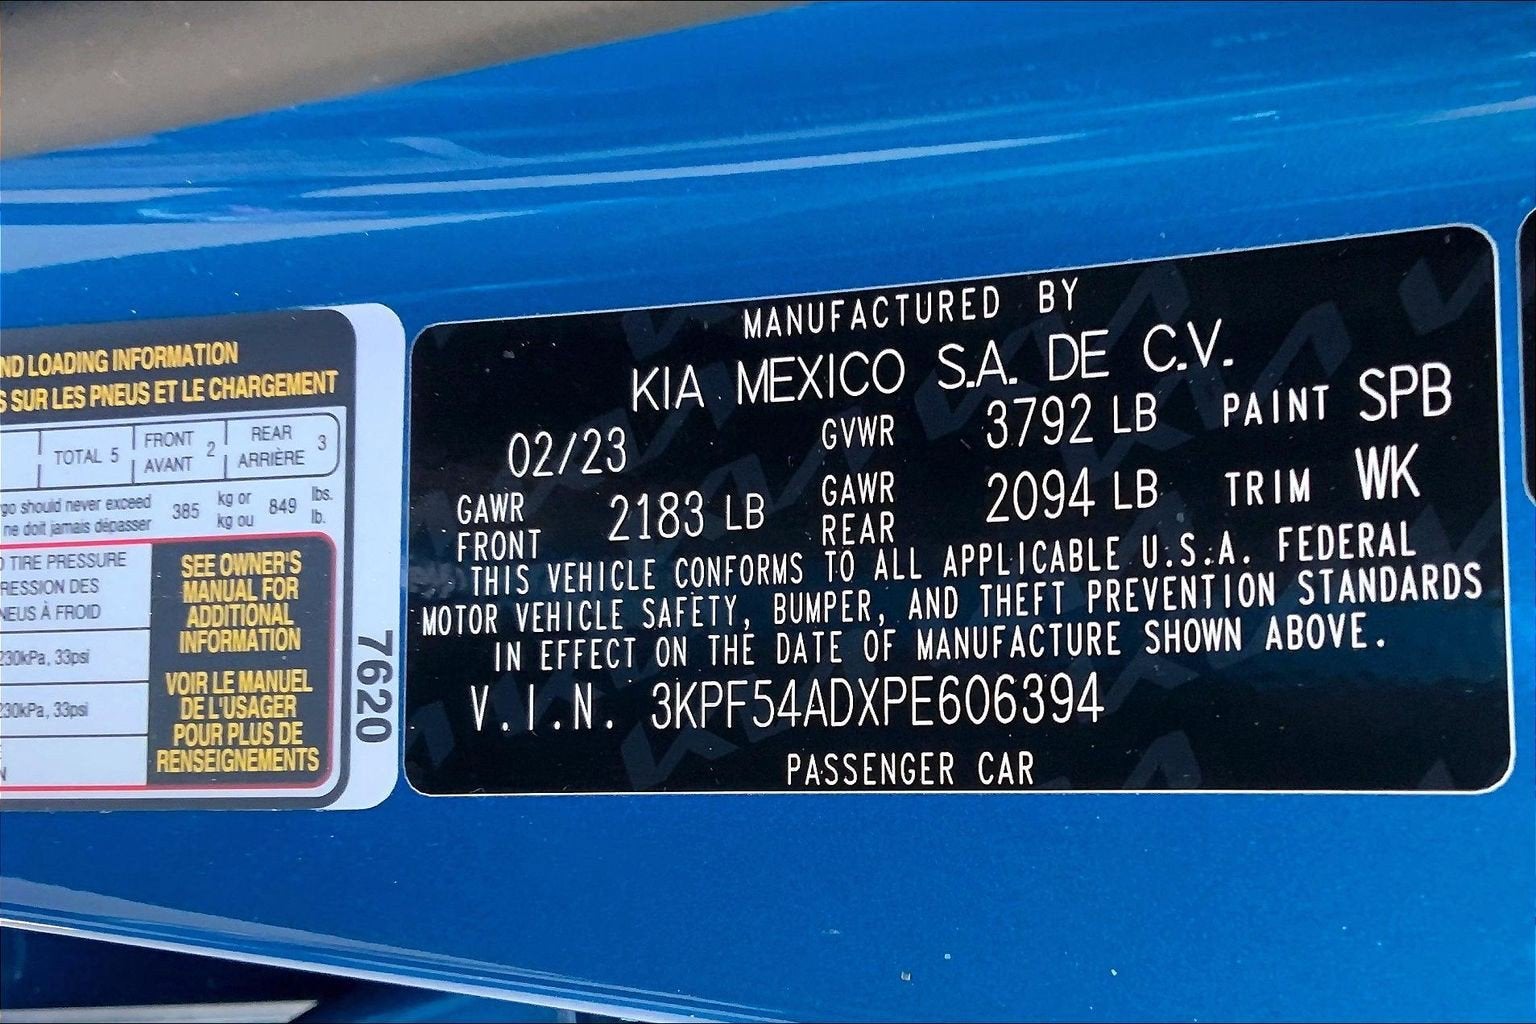 ND LOADING INFORMATION
SUR LES PNEUS ET LE CHARGEMENT
TOTAL 5
FRONT
AVANT 2
REAR
ARRIÈRE 3
should never exceed
ne doit jamais dépasser
385 kg or
kg ou
849 lbs.
lb.
TIRE PRESSURE
RESSION DES
NEUS À FROID
230kPa, 33psi
230kPa, 33psi
SEE OWNER'S
MANUAL FOR
ADDITIONAL
INFORMATION
VOIR LE MANUEL
DE L'USAGER
POUR PLUS DE
RENSEIGNEMENTS
7620
MANUFACTURED BY
KIA MEXICO S.A. DE C.V.
02/23 GVWR 3792 LB PAINT SPB
GAWR FRONT 2183 LB GAWR REAR 2094 LB TRIM WK
THIS VEHICLE CONFORMS TO ALL APPLICABLE U.S.A. FEDERAL
MOTOR VEHICLE SAFETY, BUMPER, AND THEFT PREVENTION STANDARDS
IN EFFECT ON THE DATE OF MANUFACTURE SHOWN ABOVE.
V.I.N. 3KPF54ADXPE606394
PASSENGER CAR